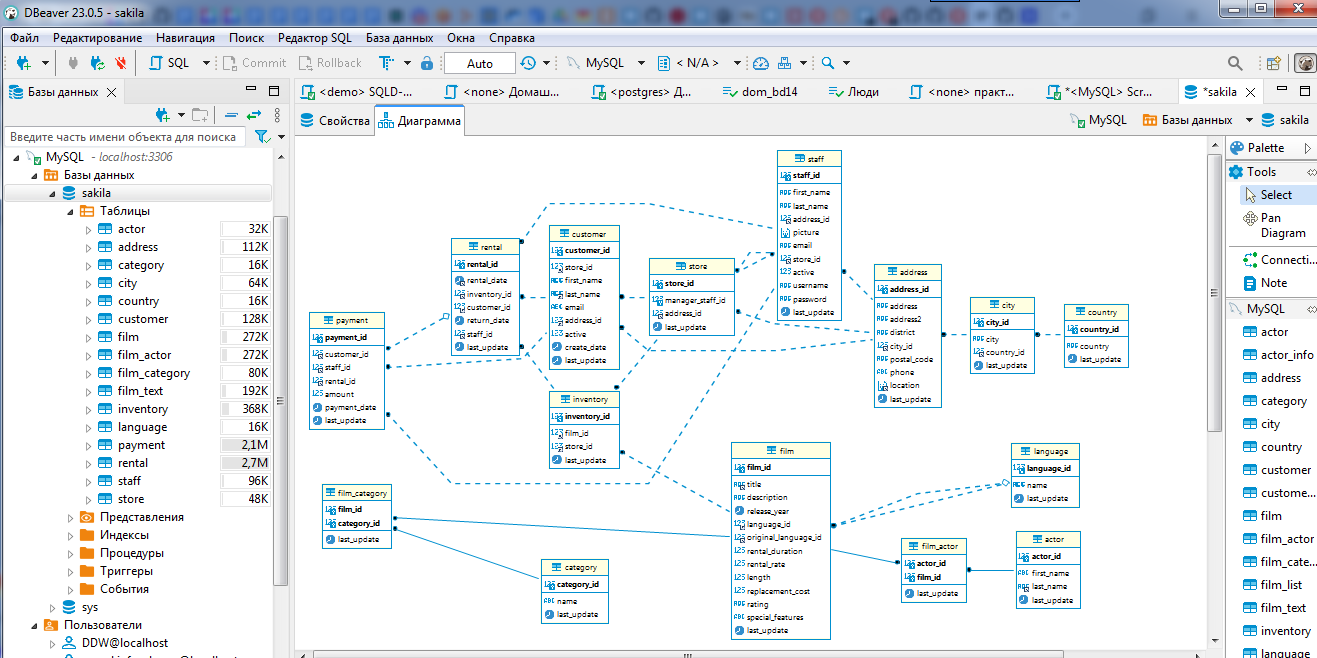 DBeaver 23.0.5 - sakila
Файл Редактирование Навигация Поиск Редактор SQL База данных Окна Справка
SQL Commit Rollback Auto MySQL < N/A >
Базы данных
<demo> SQLD-... <none> Домаш... <postgres> Д... dom_bd14 Люди <none> практ... *<MySQL> Scr... *sakila
Введите часть имени объекта для поиска
MySQL - localhost:3306
Базы данных
sakila
Таблицы
actor 32K
address 112K
category 16K
city 64K
country 16K
customer 128K
film 272K
film_actor 272K
film_category 80K
film_text 192K
inventory 368K
language 16K
payment 2,1M
rental 2,7M
staff 96K
store 48K
Представления
Индексы
Процедуры
Триггеры
События
sys
Пользователи
DDW@localhost
Свойства Диаграмма
MySQL Базы данных sakila
payment
payment_id
customer_id
staff_id
rental_id
amount
payment_date
last_update
rental
rental_id
rental_date
inventory_id
customer_id
return_date
staff_id
last_update
customer
customer_id
store_id
first_name
last_name
email
address_id
active
create_date
last_update
inventory
inventory_id
film_id
store_id
last_update
store
store_id
manager_staff_id
address_id
last_update
staff
staff_id
first_name
last_name
address_id
picture
email
store_id
active
username
password
last_update
address
address_id
address
address2
district
city_id
postal_code
phone
location
last_update
city
city_id
city
country_id
last_update
country
country_id
country
last_update
film_category
film_id
category_id
last_update
category
category_id
name
last_update
film
film_id
title
description
release_year
language_id
original_language_id
rental_duration
rental_rate
length
replacement_cost
rating
special_features
last_update
language
language_id
name
last_update
film_actor
actor_id
film_id
last_update
actor
actor_id
first_name
last_name
last_update
Palette
Tools
Select
Pan
Diagram
Connecti...
Note
MySQL
actor
actor_info
address
category
city
country
customer
custome...
film
film_actor
film_cate...
film_list
film_text
inventory
language